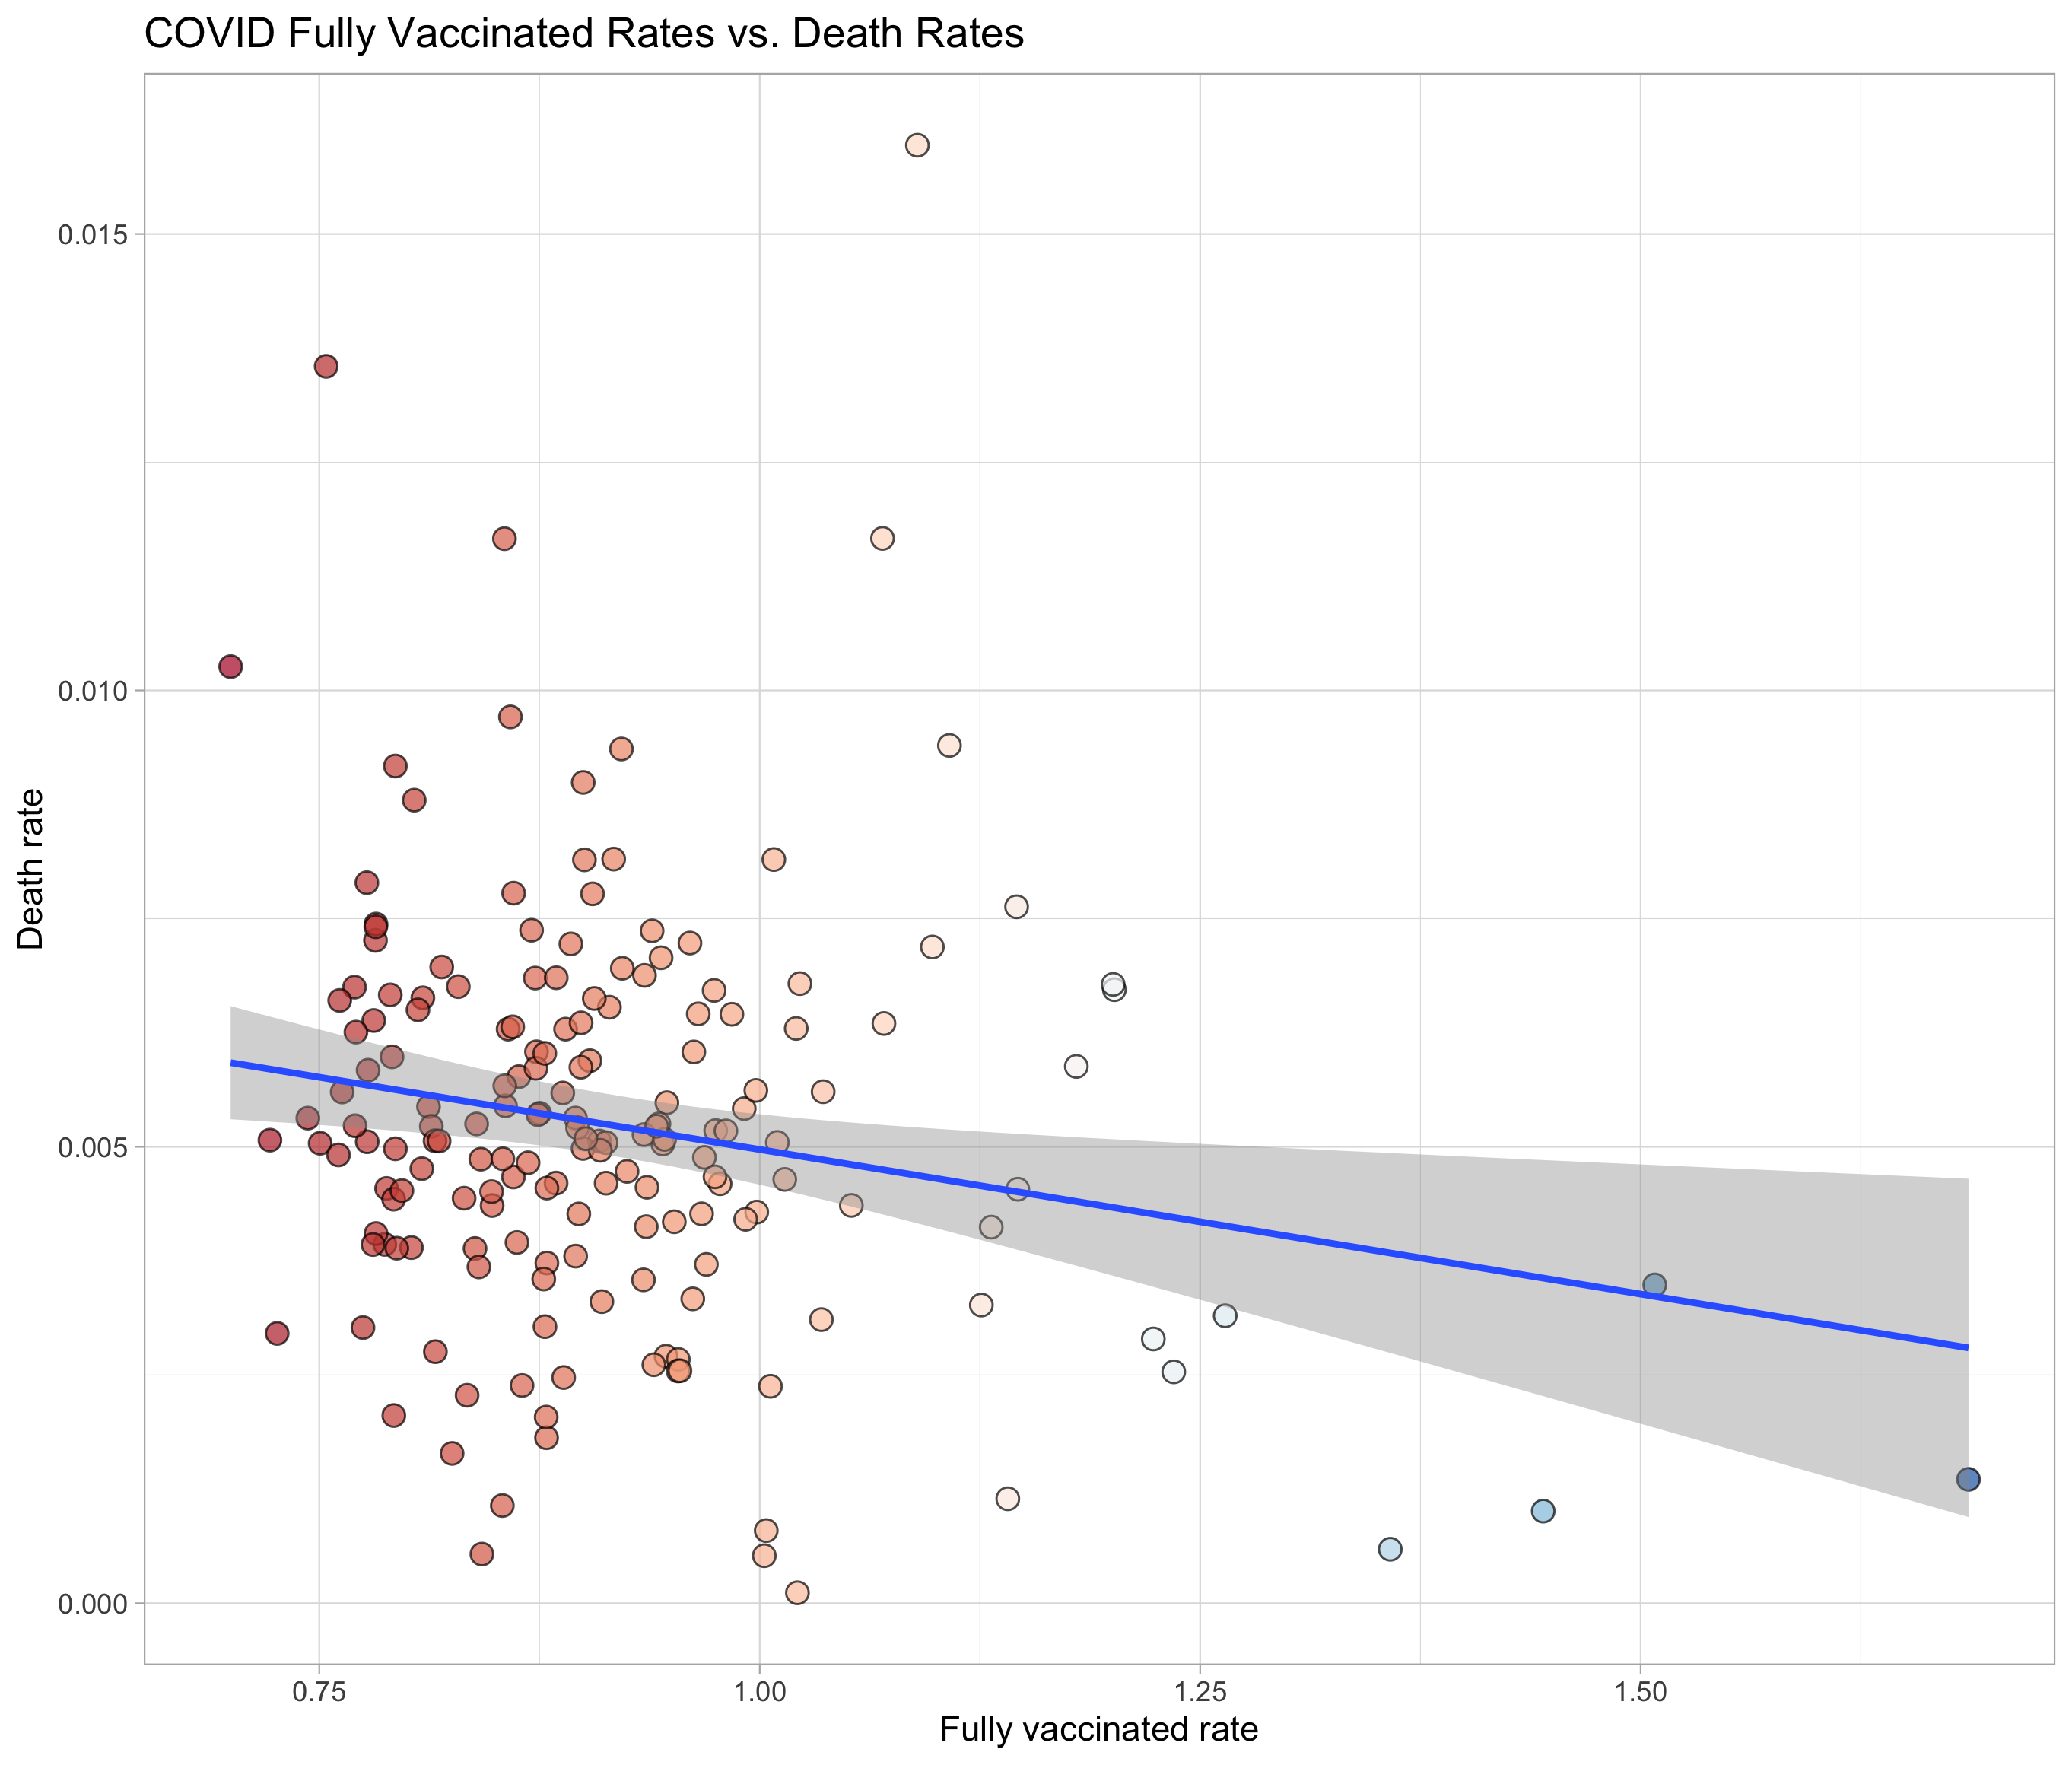 COVID Fully Vaccinated Rates vs. Death Rates
0.015
0.010
0.005
0.000
Death rate
0.75 1.00 1.25 1.50
Fully vaccinated rate